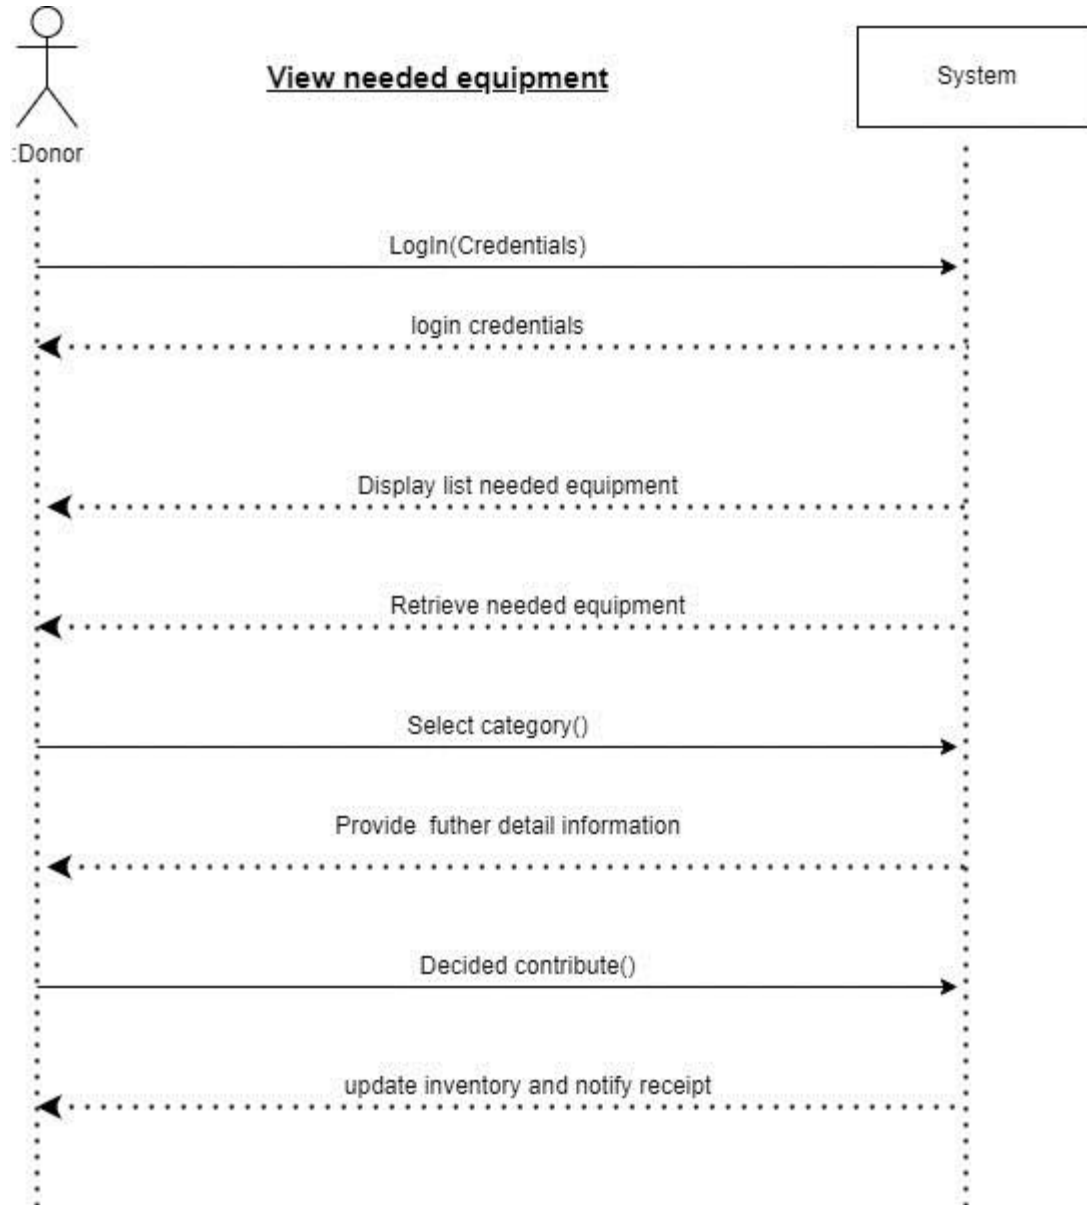 View needed equipment
System
:Donor
LogIn(Credentials)
login credentials
Display list needed equipment
Retrieve needed equipment
Select category()
Provide futher detail information
Decided contribute()
update inventory and notify receipt